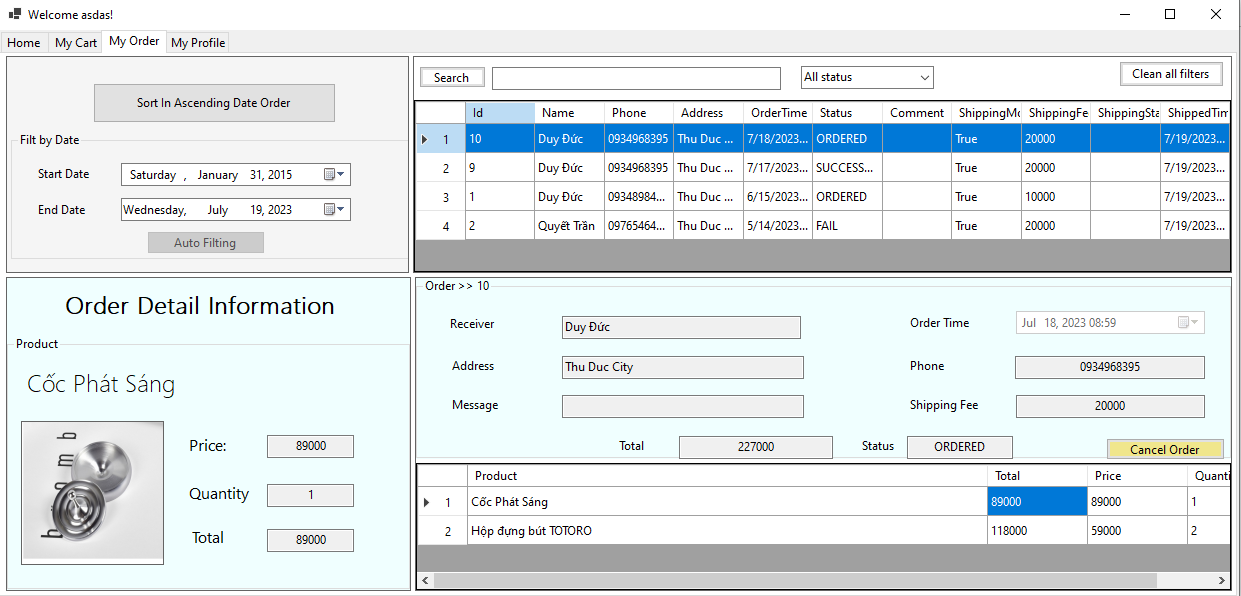 Welcome asdas!
Home My Cart My Order My Profile
Sort In Ascending Date Order
Filt by Date
Start Date Saturday , January 31, 2015
End Date Wednesday, July 19, 2023
Auto Filting
Search All status Clean all filters
Id Name Phone Address OrderTime Status Comment ShippingMo ShippingFe ShippingSta ShippedTim
1 10 Duy Đức 0934968395 Thu Duc ... 7/18/2023... ORDERED True 20000 7/19/2023...
2 9 Duy Đức 0934968395 Thu Duc ... 7/17/2023... SUCCESS... True 20000 7/19/2023...
3 1 Duy Đức 09348984... Thu Duc ... 6/15/2023... ORDERED True 10000 7/19/2023...
4 2 Quyết Trần 09765464... Thu Duc ... 5/14/2023... FAIL True 20000 7/19/2023...
Order Detail Information
Product
Cốc Phát Sáng
b a m b
Price: 89000
Quantity 1
Total 89000
Order >> 10
Receiver Duy Đức Order Time Jul 18, 2023 08:59
Address Thu Duc City Phone 0934968395
Message Shipping Fee 20000
Total 227000 Status ORDERED Cancel Order
Product Total Price Quanti
1 Cốc Phát Sáng 89000 89000 1
2 Hộp đựng bút TOTORO 118000 59000 2